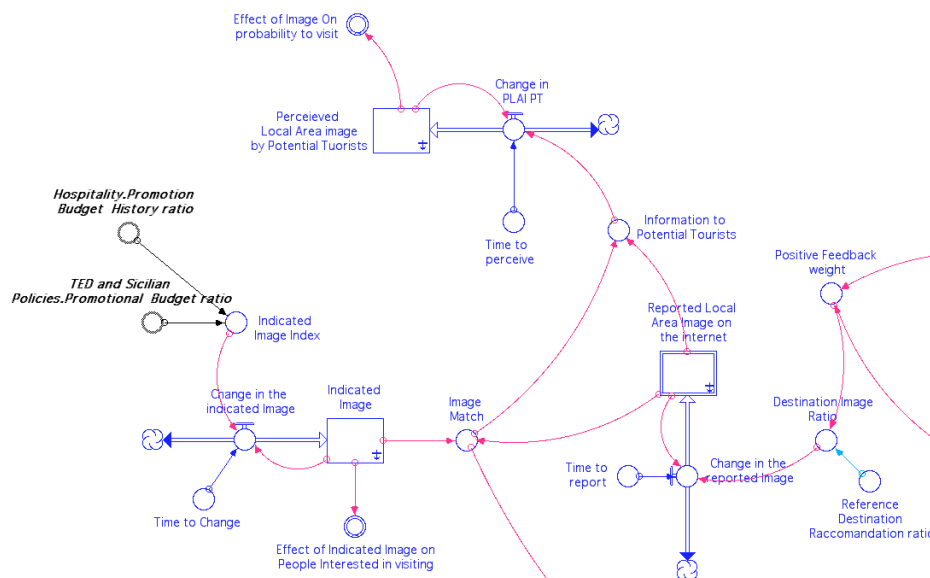 Effect of Image On
probability to visit
Change in
PLAI PT
Perceieved
Local Area image
by Potential Tuorists
Hospitality.Promotion
Budget History ratio
Time to
perceive
Information to
Potential Tourists
Positive Feedback
weight
TED and Sicilian
Policies.Promotional Budget ratio
Indicated
Image Index
Reported Local
Area Image on
the internet
Change in the
indicated Image
Indicated
Image
Image
Match
Destination Image
Ratio
Time to
report
Change in the
reported Image
Time to Change
Reference
Destination
Raccomandation ratio
Effect of Indicated Image on
People Interested in visiting